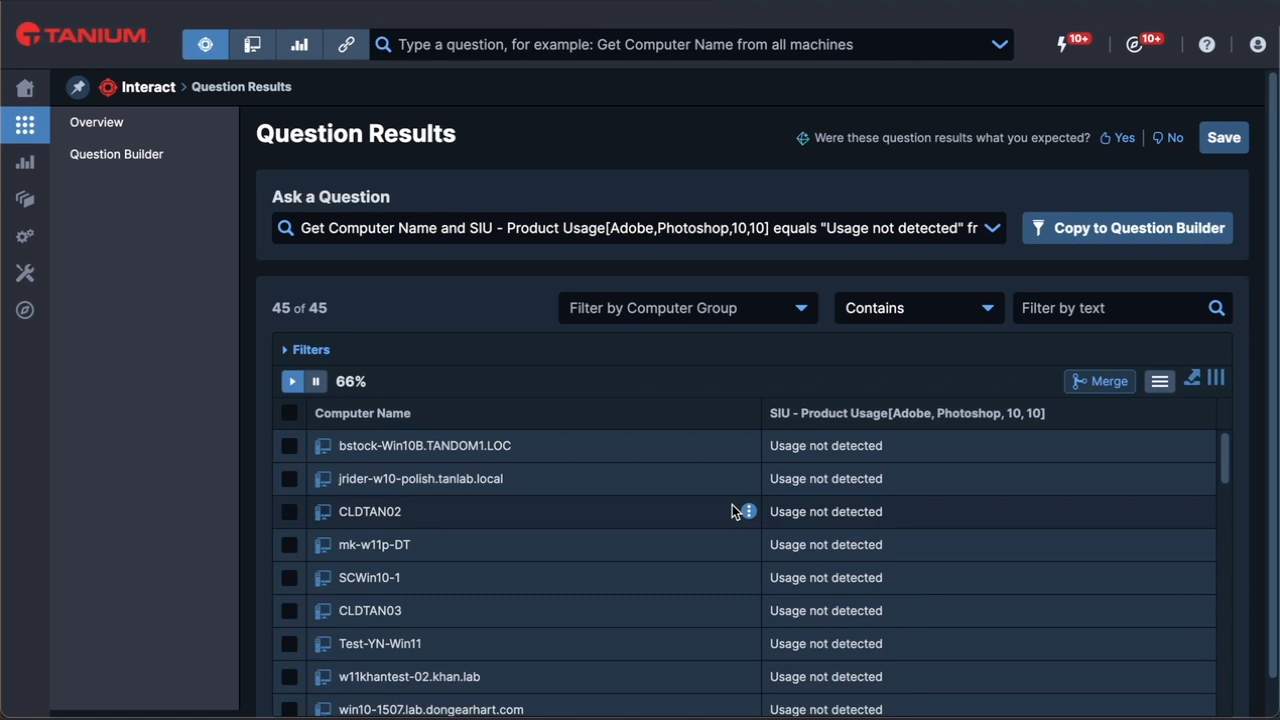 TANIUM
Type a question, for example: Get Computer Name from all machines
10+
10+
Interact > Question Results
Overview
Question Builder
Question Results
Were these question results what you expected? Yes No
Save
Ask a Question
Get Computer Name and SIU - Product Usage[Adobe,Photoshop,10,10] equals "Usage not detected" fr
Copy to Question Builder
45 of 45
Filter by Computer Group
Contains
Filter by text
Filters
66%
Merge
Computer Name SIU - Product Usage[Adobe, Photoshop, 10, 10]
bstock-Win10B.TANDOM1.LOC Usage not detected
jrider-w10-polish.tanlab.local Usage not detected
CLDTAN02 Usage not detected
mk-w11p-DT Usage not detected
SCWin10-1 Usage not detected
CLDTAN03 Usage not detected
Test-YN-Win11 Usage not detected
w11khantest-02.khan.lab Usage not detected
win10-1507.lab.dongearhart.com Usage not detected